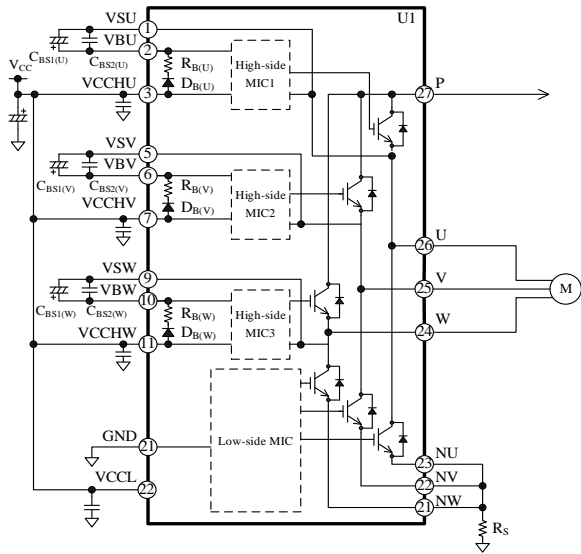 U1
VSU
1
CBS1(U)
CBS2(U)
VBU
2
RB(U)
High-side
MIC1
VCC
DB(U)
VCCHU
3
27
P
VSV
5
CBS1(V)
CBS2(V)
VBV
6
RB(V)
High-side
MIC2
DB(V)
VCCHV
7
26
U
VSW
9
25
V
M
CBS1(W)
CBS2(W)
VBW
10
RB(W)
High-side
MIC3
24
W
DB(W)
VCCHW
11
Low-side MIC
GND
21
23
NU
VCCL
22
22
NV
21
NW
RS